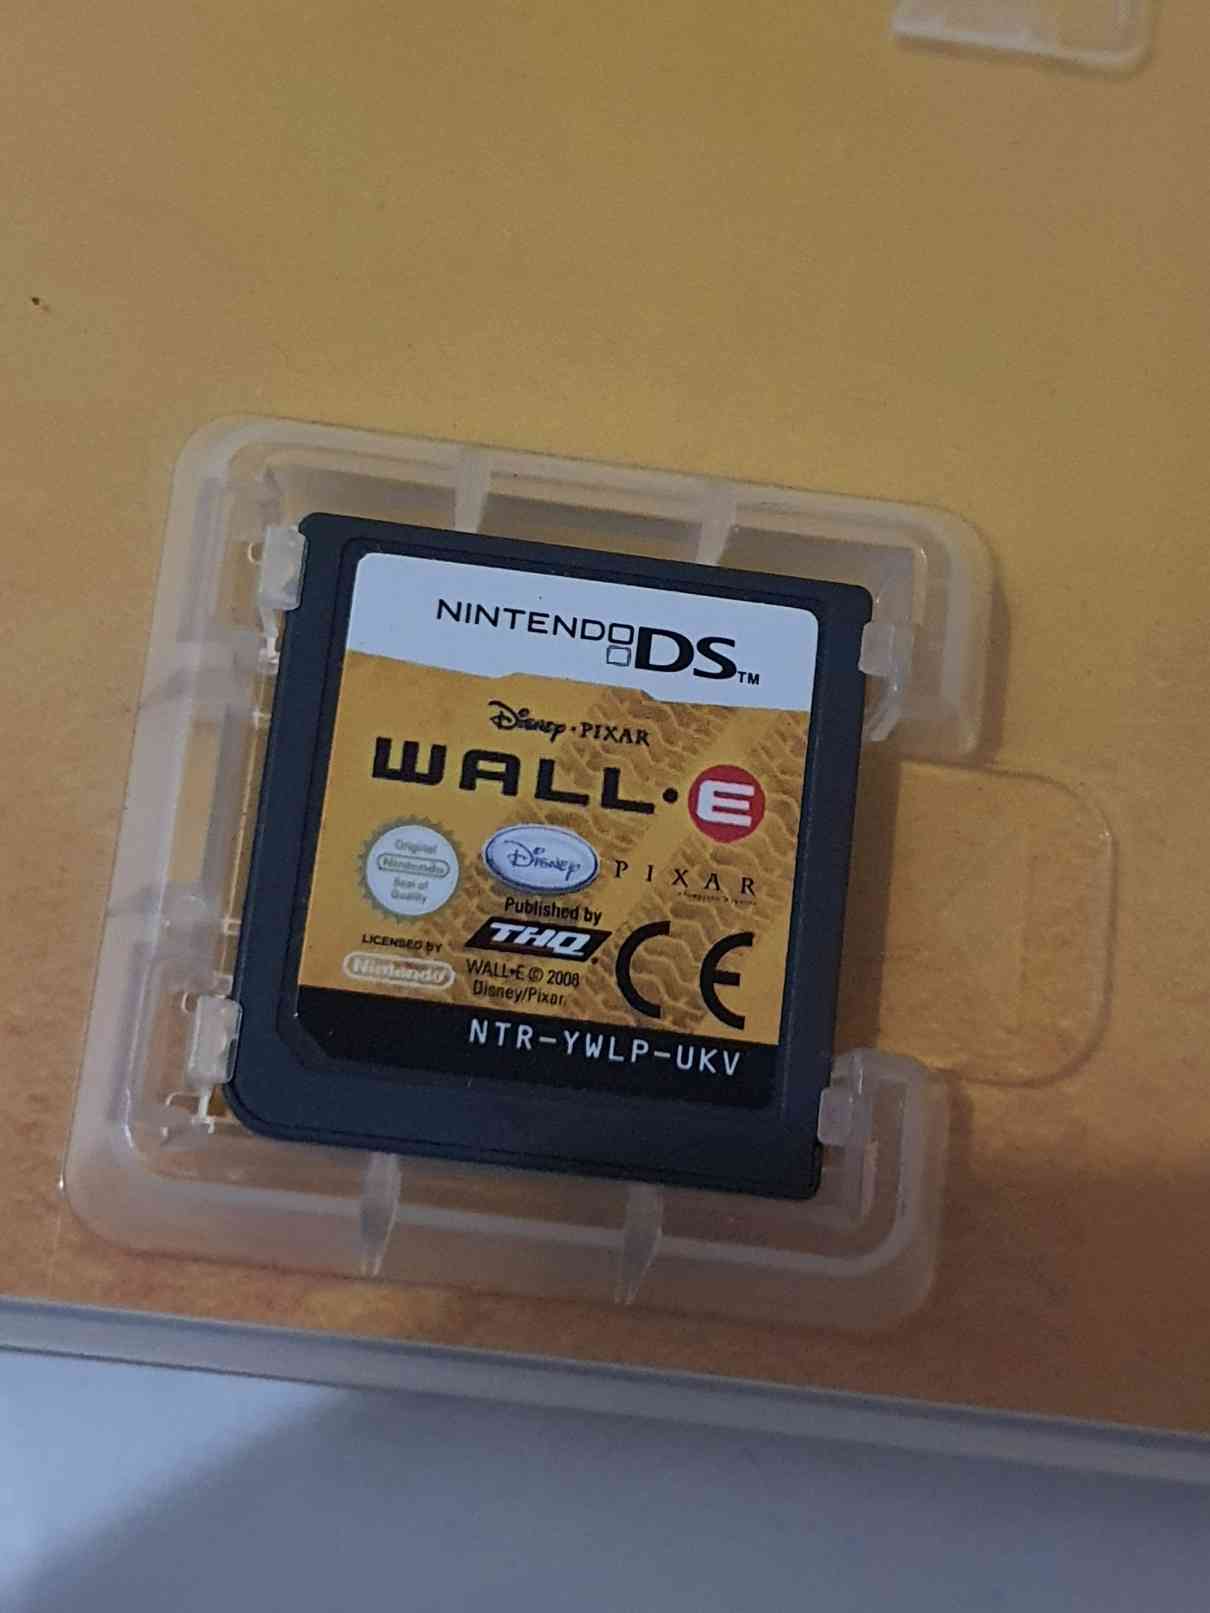 NINTENDO DS™
Disney·PIXAR
WALL·E
Original
Nintendo
Seal of
Quality
Disney
PIXAR
Published by
THQ
LICENSED BY
Nintendo
WALL•E © 2008
Disney/Pixar
CE
NTR-YWLP-UKV